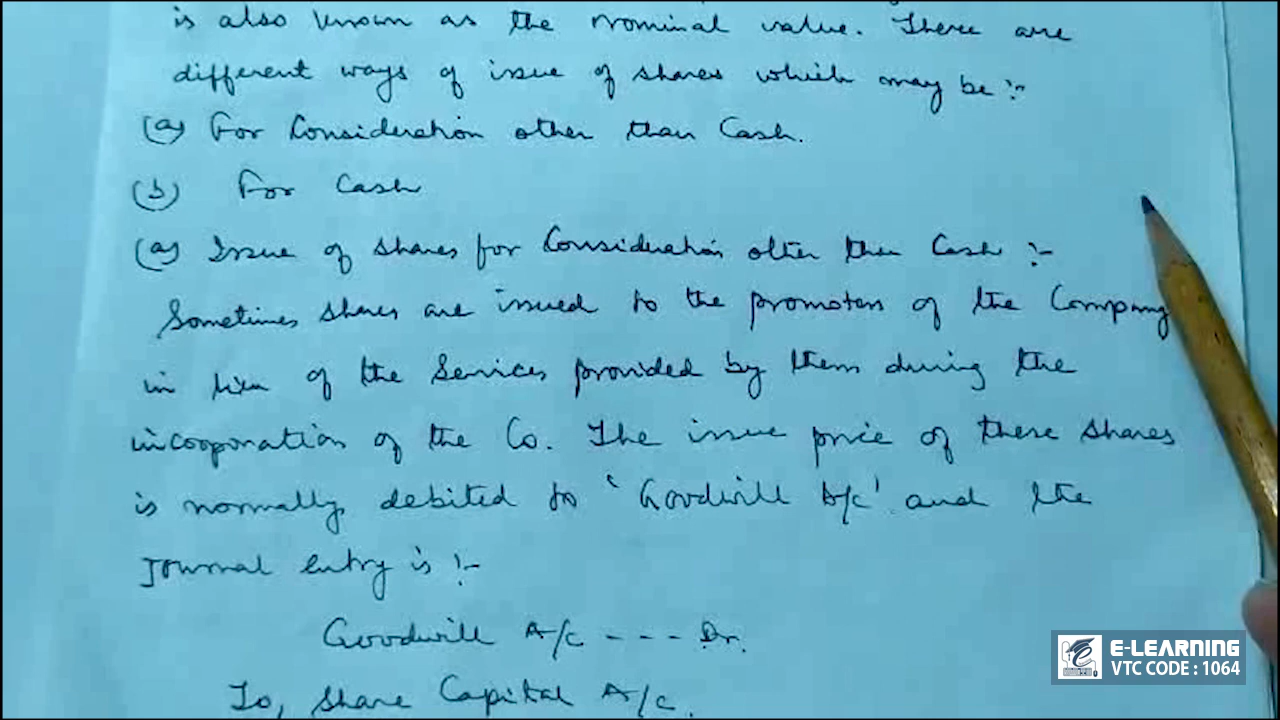 is also known as the nominal value. There are
different ways of issue of shares which may be :-
(a) For Consideration other than Cash.
(b) For Cash
(a) Issue of shares for Consideration other than Cash :-
Sometimes shares are issued to the promoters of the Company
in lieu of the Services provided by them during the
incooporation of the Co. The issue price of these shares
is normally debited to 'Goodwill A/c' and the
Journal entry is :-
Goodwill A/c --- Dr.
To, Share Capital A/c.
E-LEARNING
VTC CODE : 1064